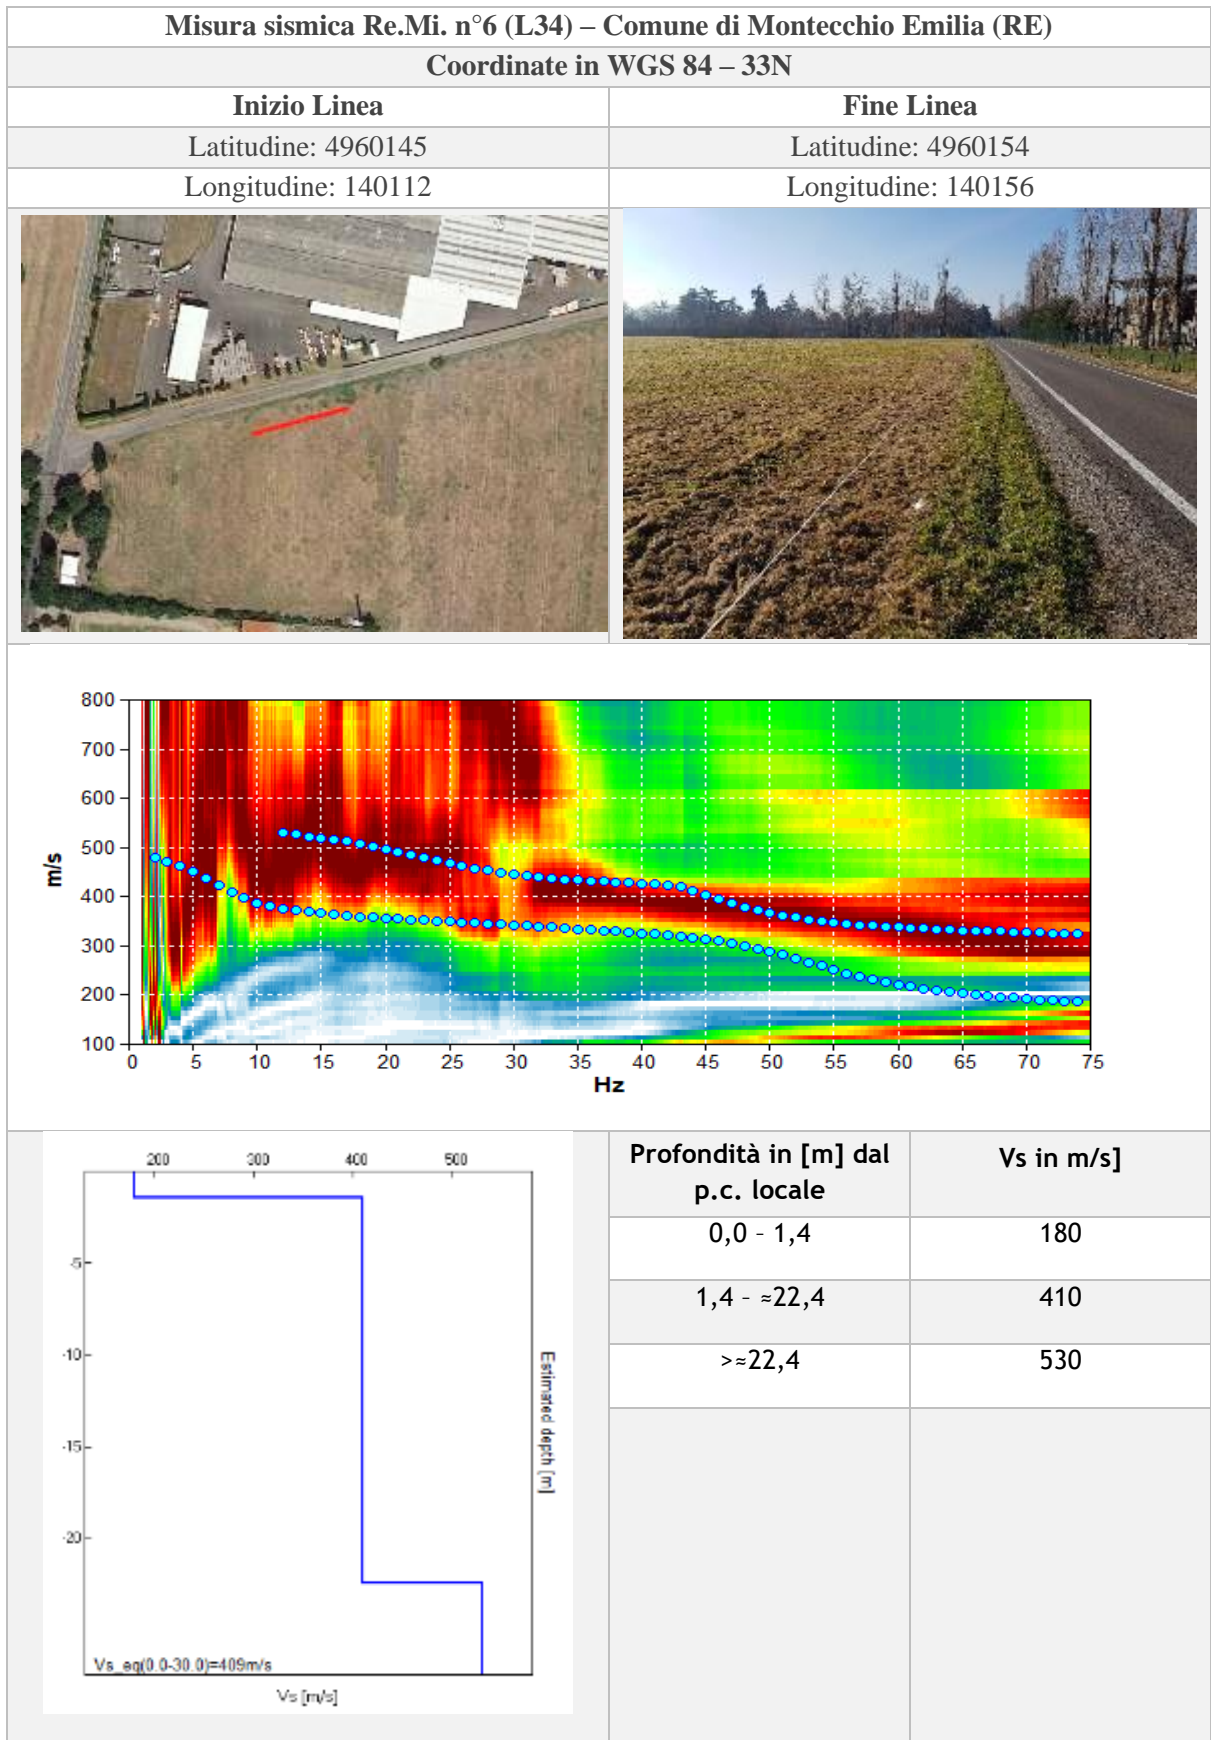 Misura sismica Re.Mi. n°6 (L34) – Comune di Montecchio Emilia (RE)
Coordinate in WGS 84 – 33N
Inizio Linea
Fine Linea
Latitudine: 4960145
Latitudine: 4960154
Longitudine: 140112
Longitudine: 140156
800
700
600
500
400
300
200
100
m/s
0 5 10 15 20 25 30 35 40 45 50 55 60 65 70 75
Hz
200 300 400 500
-5
-10
-15
-20
Estimated depth [m]
Vs_eq(0.0-30.0)=409m/s
Vs [m/s]
Profondità in [m] dal
p.c. locale
Vs in m/s]
0,0 – 1,4
180
1,4 – ≈22,4
410
>≈22,4
530